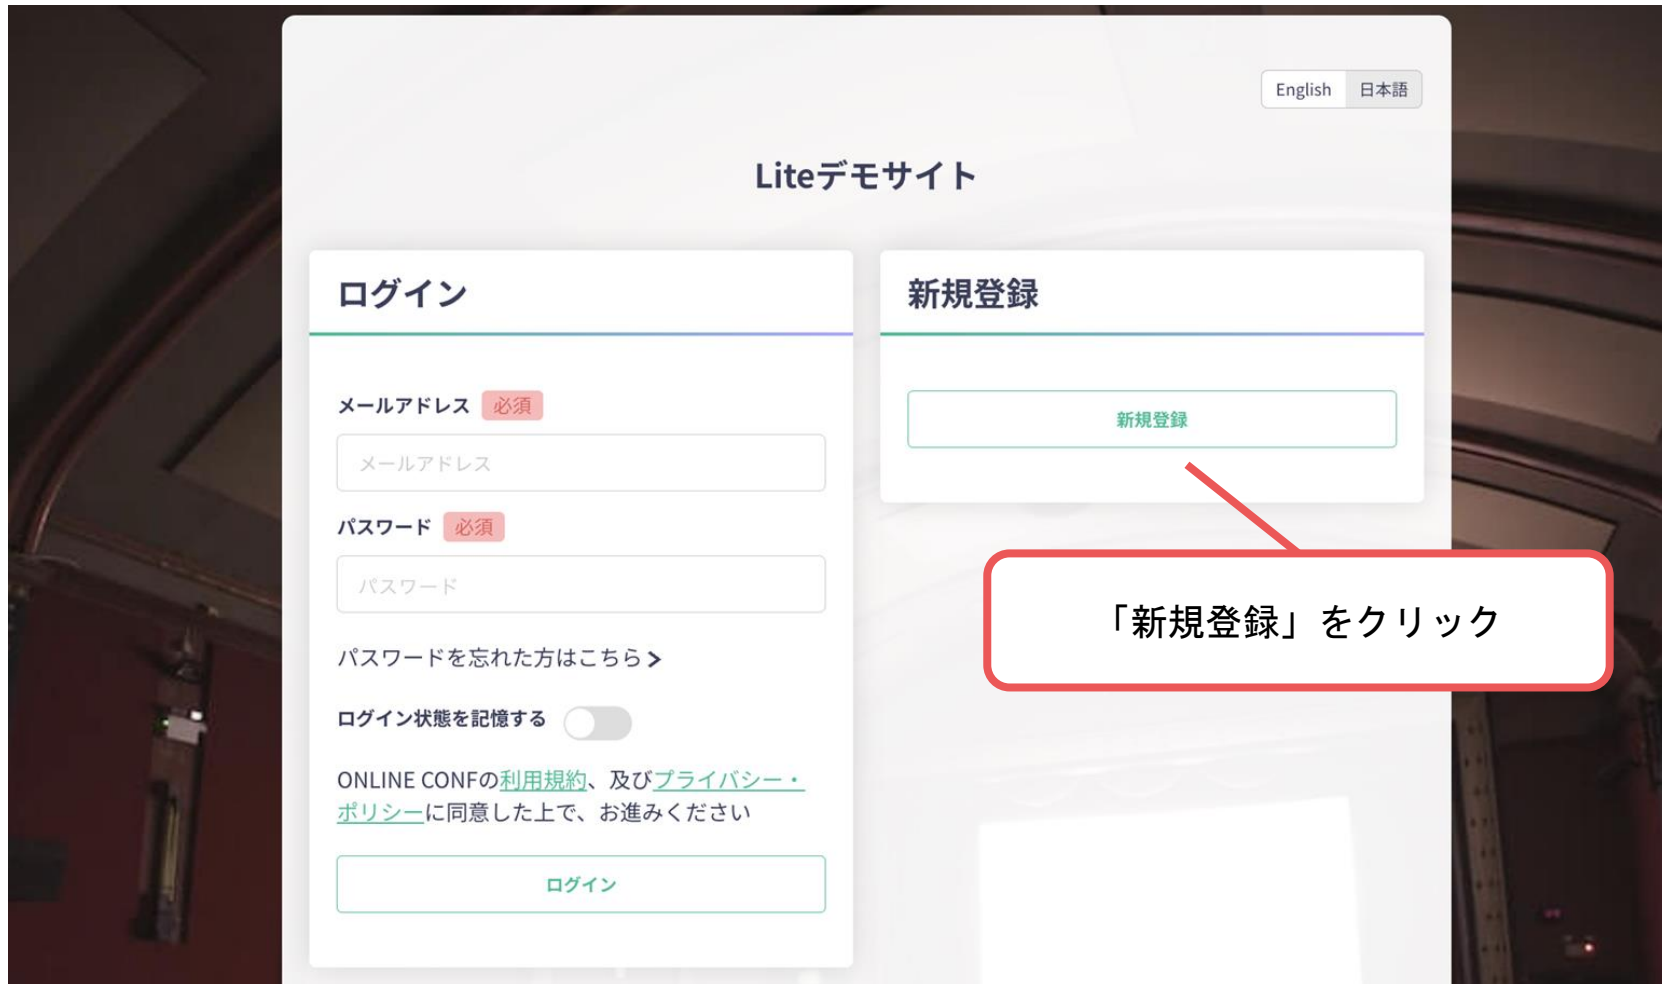 English 日本語
Liteデモサイト
ログイン
メールアドレス 必須
メールアドレス
パスワード 必須
パスワード
パスワードを忘れた方はこちら
ログイン状態を記憶する
ONLINE CONFの利用規約、及びプライバシー・
ポリシーに同意した上で、お進みください
ログイン
新規登録
新規登録
「新規登録」をクリック